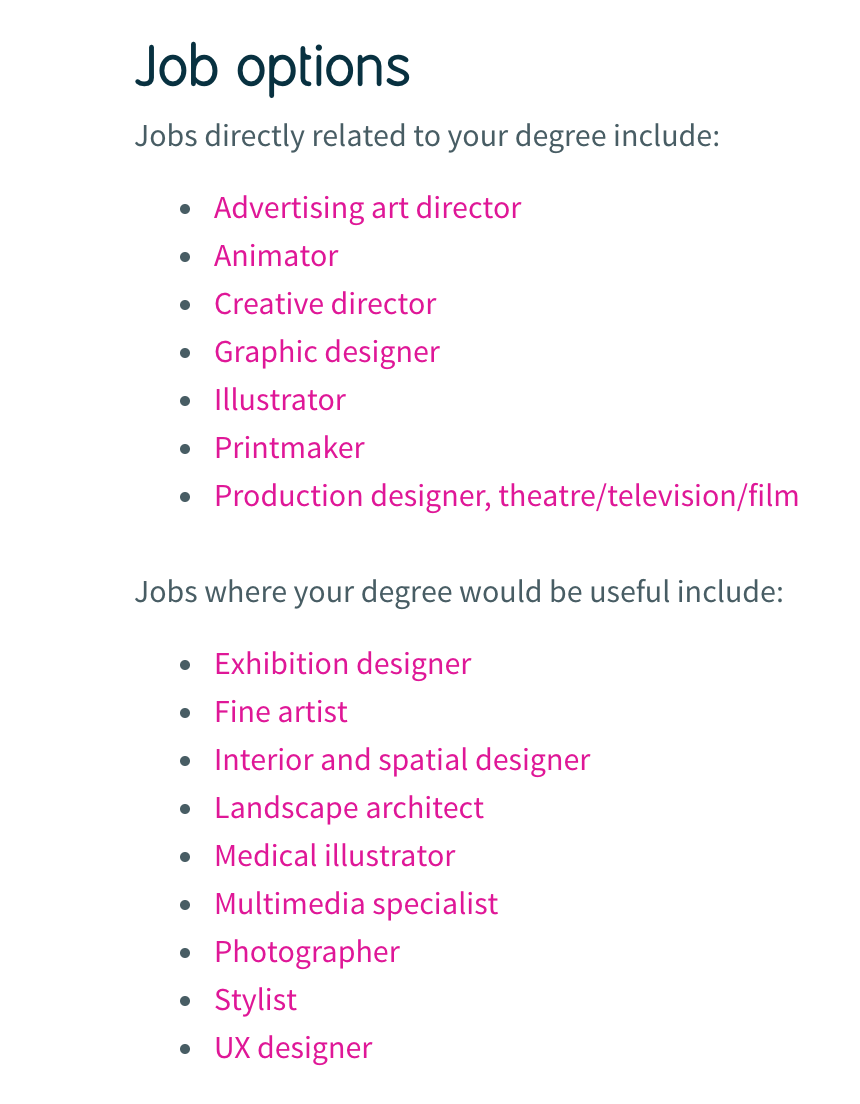 Job options
Jobs directly related to your degree include:
Advertising art director
Animator
Creative director
Graphic designer
Illustrator
Printmaker
Production designer, theatre/television/film
Jobs where your degree would be useful include:
Exhibition designer
Fine artist
Interior and spatial designer
Landscape architect
Medical illustrator
Multimedia specialist
Photographer
Stylist
UX designer